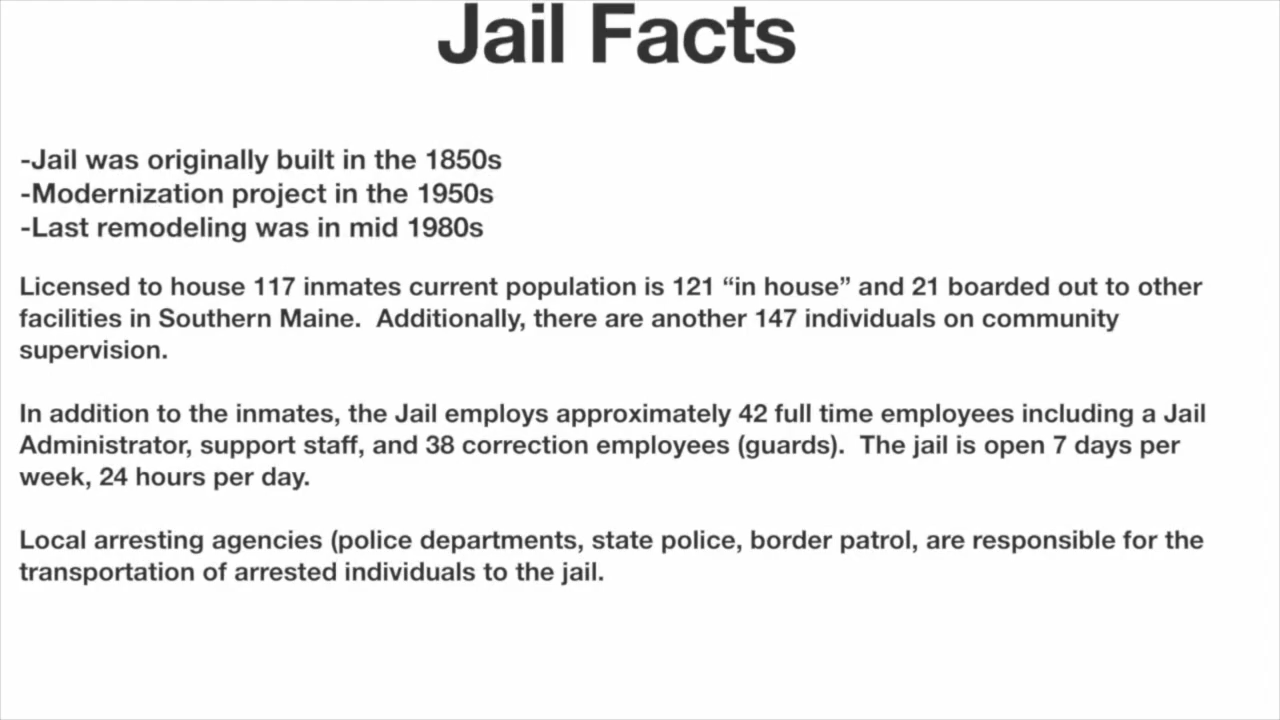 Jail Facts
-Jail was originally built in the 1850s
-Modernization project in the 1950s
-Last remodeling was in mid 1980s
Licensed to house 117 inmates current population is 121 “in house” and 21 boarded out to other
facilities in Southern Maine.  Additionally, there are another 147 individuals on community
supervision.
In addition to the inmates, the Jail employs approximately 42 full time employees including a Jail
Administrator, support staff, and 38 correction employees (guards).  The jail is open 7 days per
week, 24 hours per day.
Local arresting agencies (police departments, state police, border patrol, are responsible for the
transportation of arrested individuals to the jail.